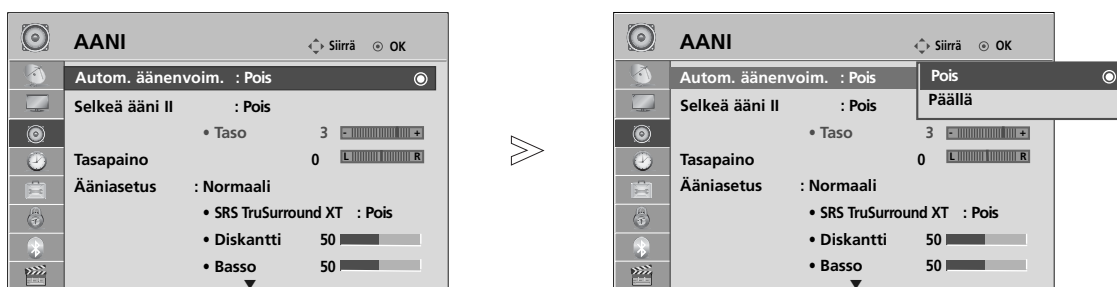 AANI
Siirrä OK
Autom. äänenvoim. : Pois
Selkeä ääni II : Pois
• Taso 3 - +
Tasapaino 0 L R
Ääniasetus : Normaali
• SRS TruSurround XT : Pois
• Diskantti 50
• Basso 50
AANI
Siirrä OK
Autom. äänenvoim. : Pois
Pois
Päällä
Selkeä ääni II : Pois
• Taso 3 - +
Tasapaino 0 L R
Ääniasetus : Normaali
• SRS TruSurround XT : Pois
• Diskantti 50
• Basso 50